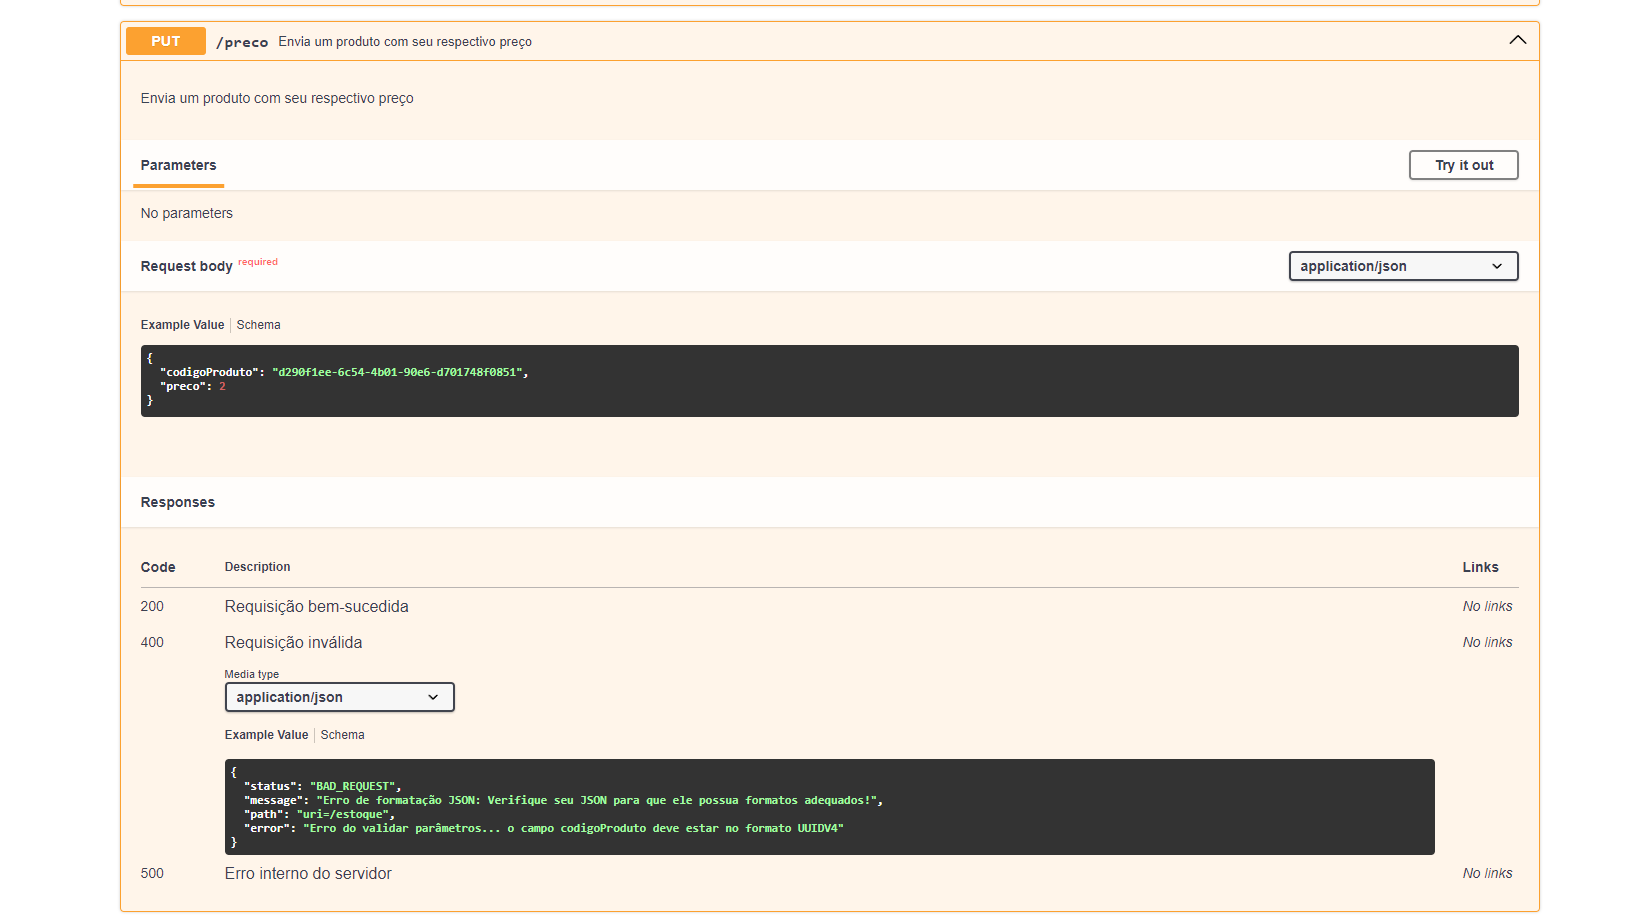 PUT /preco Envia um produto com seu respectivo preço
Envia um produto com seu respectivo preço
Parameters Try it out
No parameters
Request body required application/json
Example Value Schema
{
"codigoProduto": "d290f1ee-6c54-4b01-90e6-d701748f0851",
"preco": 2
}
Responses
Code Description Links
200 Requisição bem-sucedida No links
400 Requisição inválida No links
Media type
application/json
Example Value Schema
{
"status": "BAD_REQUEST",
"message": "Erro de formatação JSON: Verifique seu JSON para que ele possua formatos adequados!",
"path": "uri=/estoque",
"error": "Erro do validar parâmetros... o campo codigoProduto deve estar no formato UUIDV4"
}
500 Erro interno do servidor No links